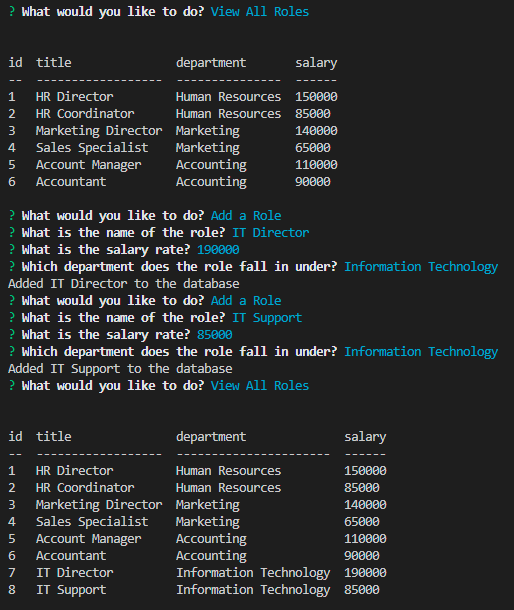 ? What would you like to do? View All Roles
id  title               department       salary
--  ------------------  ---------------  ------
1   HR Director         Human Resources  150000
2   HR Coordinator      Human Resources  85000
3   Marketing Director  Marketing        140000
4   Sales Specialist    Marketing        65000
5   Account Manager     Accounting       110000
6   Accountant          Accounting       90000
? What would you like to do? Add a Role
? What is the name of the role? IT Director
? What is the salary rate? 190000
? Which department does the role fall in under? Information Technology
Added IT Director to the database
? What would you like to do? Add a Role
? What is the name of the role? IT Support
? What is the salary rate? 85000
? Which department does the role fall in under? Information Technology
Added IT Support to the database
? What would you like to do? View All Roles
id  title               department              salary
--  ------------------  ----------------------  ------
1   HR Director         Human Resources         150000
2   HR Coordinator      Human Resources         85000
3   Marketing Director  Marketing               140000
4   Sales Specialist    Marketing               65000
5   Account Manager     Accounting              110000
6   Accountant          Accounting              90000
7   IT Director         Information Technology  190000
8   IT Support          Information Technology  85000